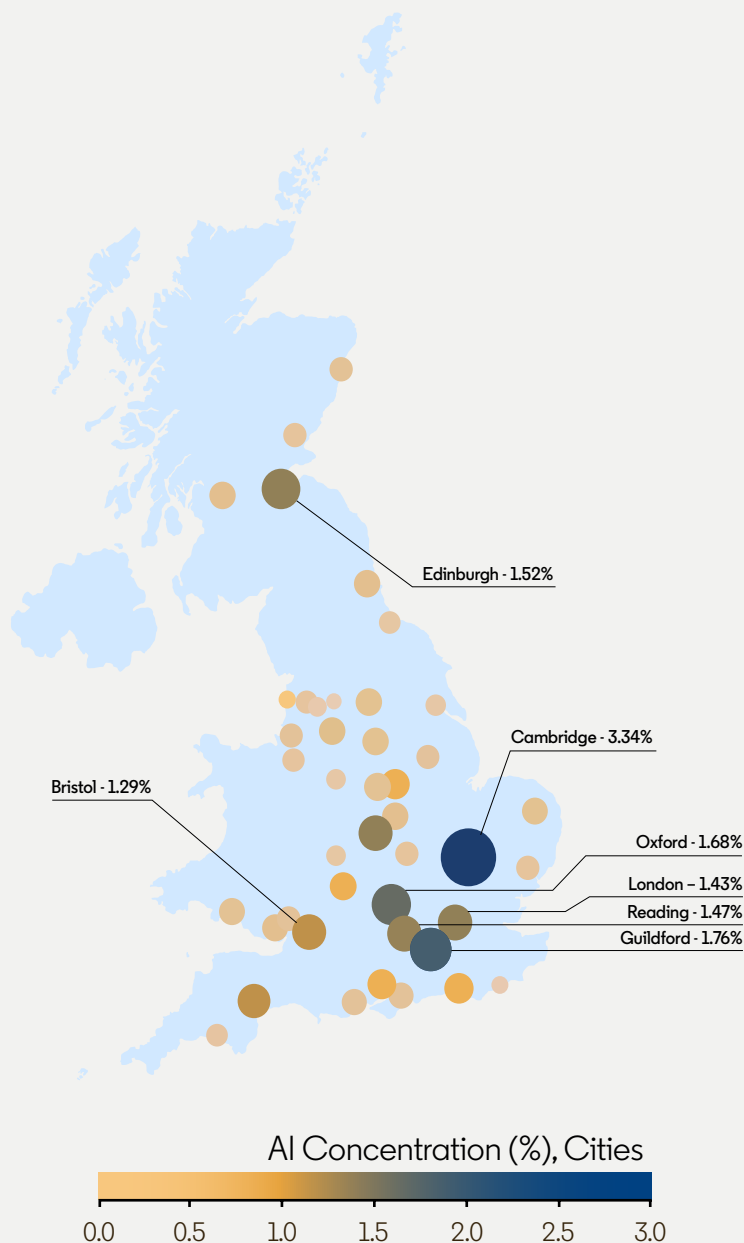 Edinburgh - 1.52%
Cambridge - 3.34%
Bristol - 1.29%
Oxford - 1.68%
London – 1.43%
Reading - 1.47%
Guildford - 1.76%
AI Concentration (%), Cities
0.0 0.5 1.0 1.5 2.0 2.5 3.0